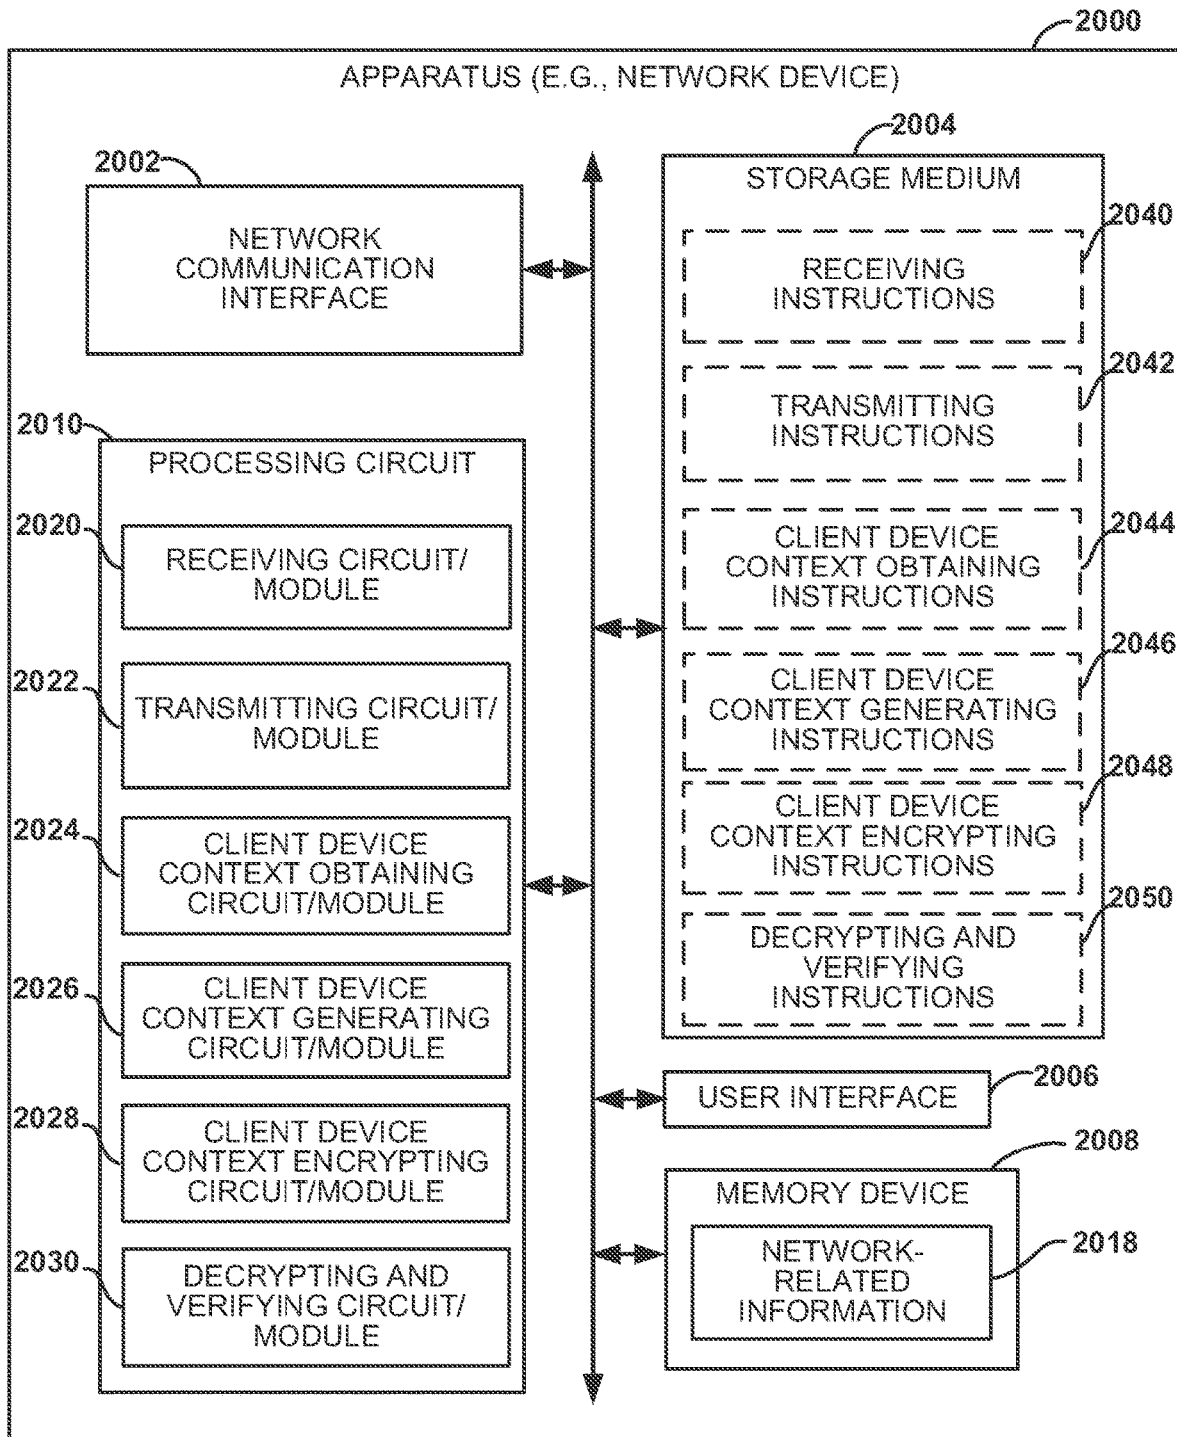 2000
APPARATUS (E.G., NETWORK DEVICE)
2002
NETWORK
COMMUNICATION
INTERFACE
2010
PROCESSING CIRCUIT
2020
RECEIVING CIRCUIT/
MODULE
2022
TRANSMITTING CIRCUIT/
MODULE
2024
CLIENT DEVICE
CONTEXT OBTAINING
CIRCUIT/MODULE
2026
CLIENT DEVICE
CONTEXT GENERATING
CIRCUIT/MODULE
2028
CLIENT DEVICE
CONTEXT ENCRYPTING
CIRCUIT/MODULE
2030
DECRYPTING AND
VERIFYING CIRCUIT/
MODULE
2004
STORAGE MEDIUM
2040
RECEIVING
INSTRUCTIONS
2042
TRANSMITTING
INSTRUCTIONS
2044
CLIENT DEVICE
CONTEXT OBTAINING
INSTRUCTIONS
2046
CLIENT DEVICE
CONTEXT GENERATING
INSTRUCTIONS
2048
CLIENT DEVICE
CONTEXT ENCRYPTING
INSTRUCTIONS
2050
DECRYPTING AND
VERIFYING
INSTRUCTIONS
2006
USER INTERFACE
2008
MEMORY DEVICE
2018
NETWORK-
RELATED
INFORMATION